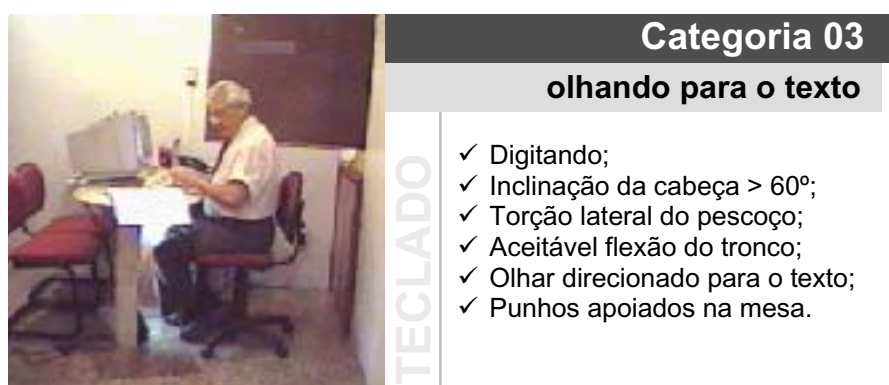 Categoria 03
olhando para o texto
TECLADO
✓ Digitando;
✓ Inclinação da cabeça > 60º;
✓ Torção lateral do pescoço;
✓ Aceitável flexão do tronco;
✓ Olhar direcionado para o texto;
✓ Punhos apoiados na mesa.